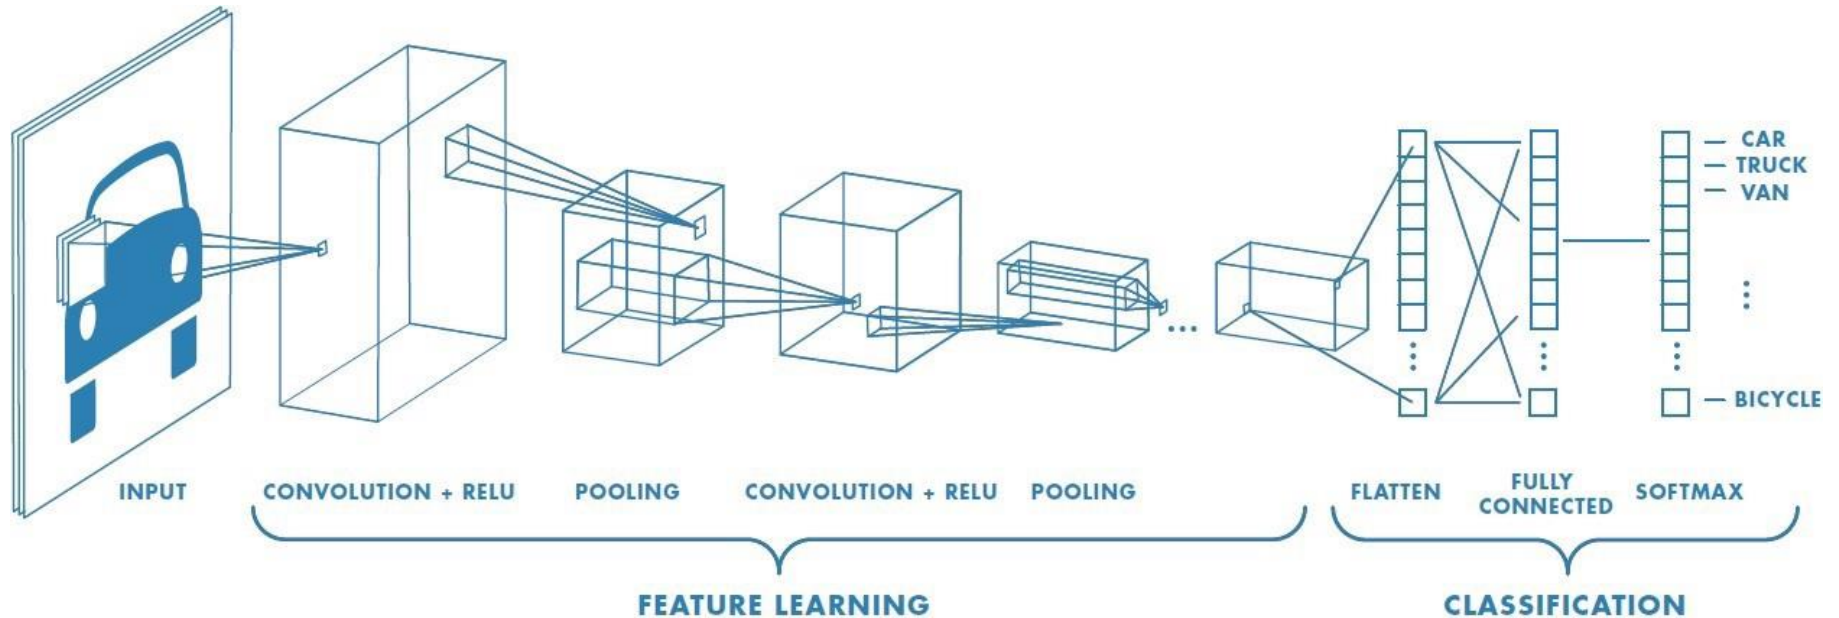 CAR
TRUCK
VAN
BICYCLE
INPUT
CONVOLUTION + RELU
POOLING
CONVOLUTION + RELU
POOLING
FLATTEN
FULLY
CONNECTED
SOFTMAX
FEATURE LEARNING
CLASSIFICATION